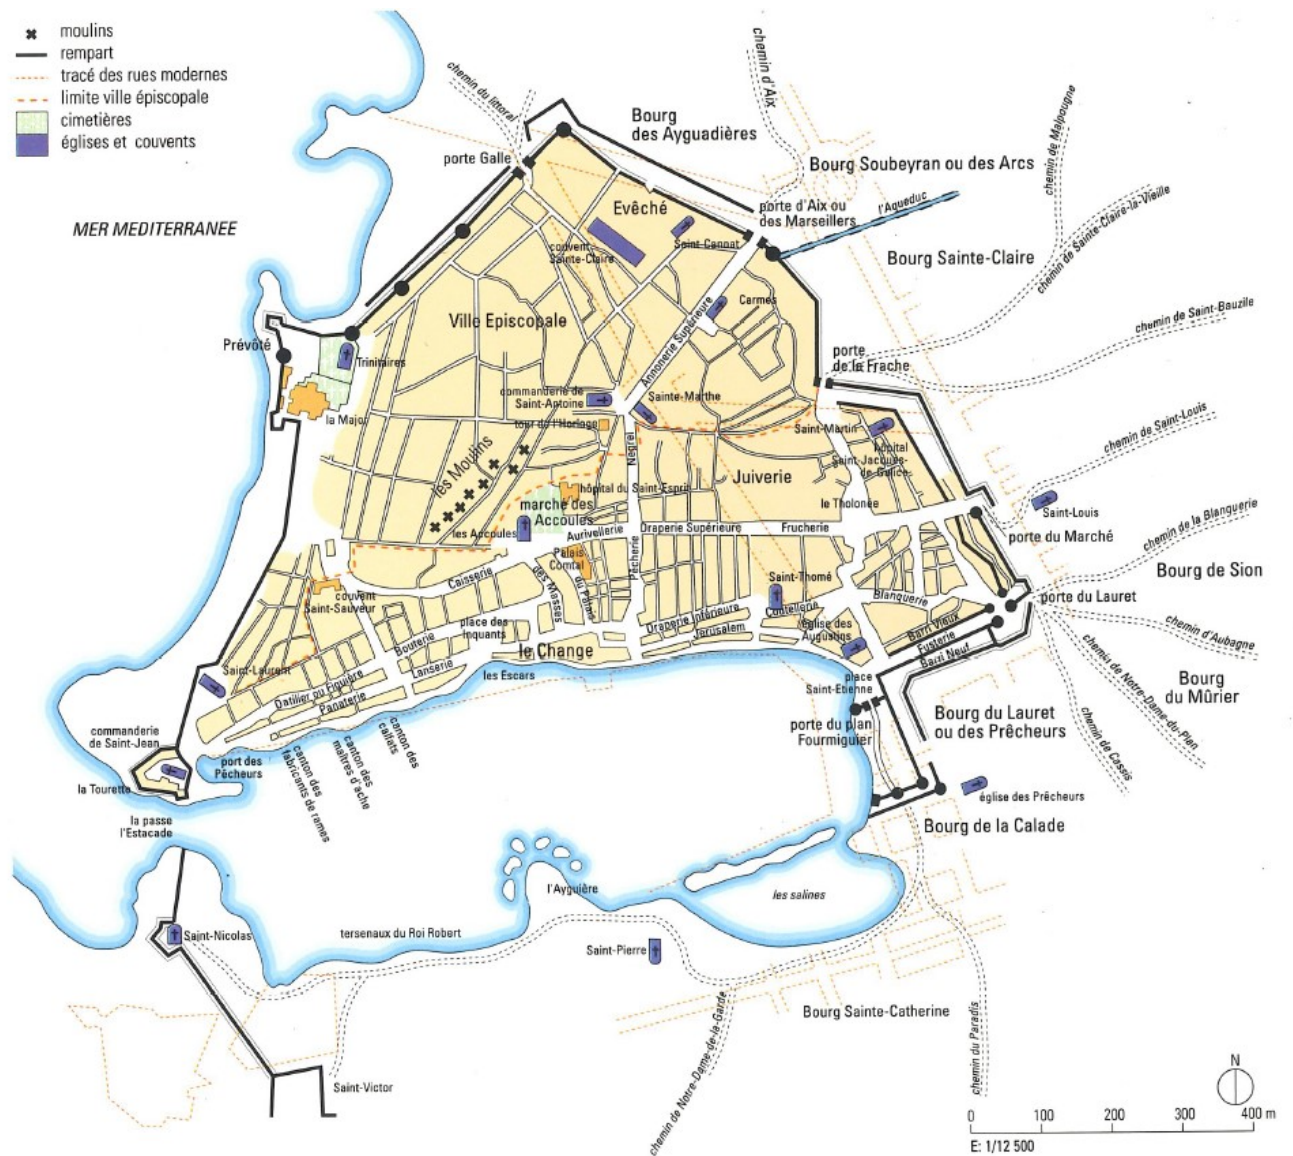 moulins
rempart
tracé des rues modernes
limite ville épiscopale
cimetières
églises et couvents
MER MEDITERRANEE
chemin du littoral
chemin d'Aix
Bourg
des Ayguadières
porte Galle
Bourg Soubeyran ou des Arcs
chemin de Malpougne
chemin de Sainte-Claire-la-Vieille
Evêché
porte d'Aix ou
des Marseillers
l'Aqueduc
Saint-Cannat
couvent
Sainte-Claire
Bourg Sainte-Claire
Carmes
Annonerie Supérieure
Ville Episcopale
chemin de Saint-Bauzile
Prévôté
Trinitaires
porte
de la Frache
commanderie de
Saint-Antoine
Sainte-Marthe
la Major
tour de l'Horloge
Saint-Martin
chemin de Saint-Louis
les Moulins
Negrel
hôpital
Saint-Jacques-
de-Galice
Juiverie
hôpital du Saint-Esprit
marché des
Accoules
le Tholonée
Saint-Louis
les Accoules
Aurivellerie
Draperie Supérieure
Frucherie
porte du Marché
chemin de la Blanquerie
Palais
Comtal
Pêcherie
Bourg de Sion
Caisserie
des Masses
du Palais
Saint-Thomé
couvent
Saint-Sauveur
Blanquerie
porte du Lauret
Coutellerie
Draperie Inférieure
Jérusalem
église des
Augustins
place des
Inquants
Bouterie
le Change
Barri Vieux
Fusterie
Barri Neuf
chemin d'Aubagne
chemin de Notre-Dame-du-Plan
Saint-Laurent
Lanserie
les Escars
Datilier ou Figuière
Panaterie
place
Saint-Etienne
Bourg
du Mûrier
commanderie
de Saint-Jean
porte du plan
Fourmiguier
Bourg du Lauret
ou des Prêcheurs
chemin de Cassis
port des
Pêcheurs
canton des
fabricants de rames
canton des
maîtres d'ache
canton des
calfats
la Tourette
église des Prêcheurs
la passe
l'Estacade
Bourg de la Calade
l'Ayguière
les salines
Saint-Nicolas
tersenaux du Roi Robert
Saint-Pierre
Bourg Sainte-Catherine
chemin de Notre-Dame-de-la-Garde
chemin du Paradis
Saint-Victor
N
0 100 200 300 400 m
E: 1/12 500